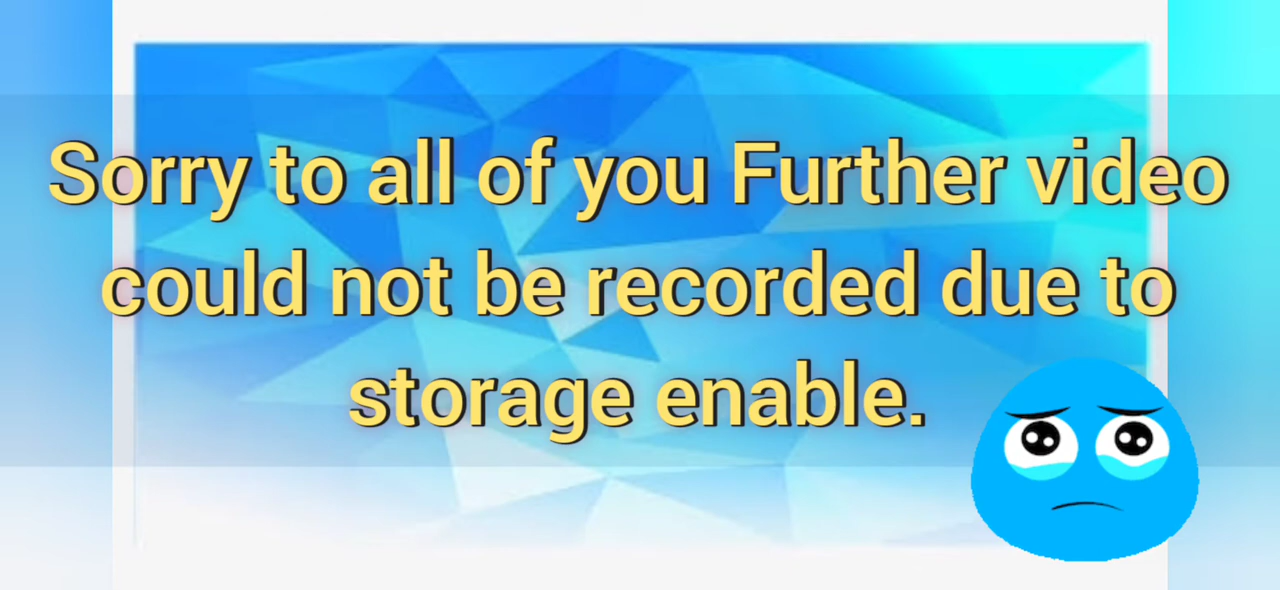 Sorry to all of you Further video
could not be recorded due to
storage enable.